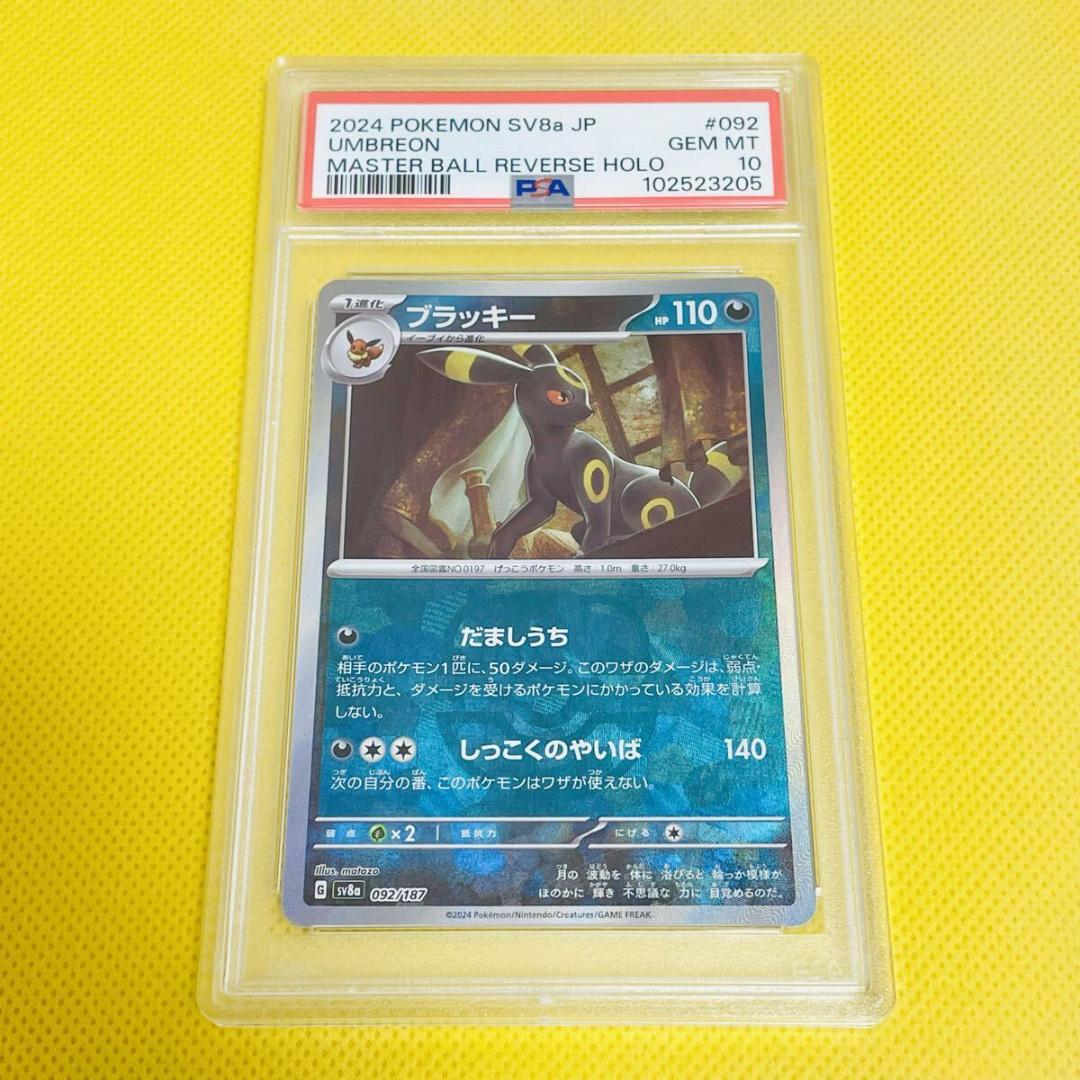 2024 POKEMON SV8a JP #092
UMBREON GEM MT
MASTER BALL REVERSE HOLO 10
PSA 102523205
1進化 ブラッキー HP 110
イーブイから進化
全国図鑑NO.0197 げっこうポケモン 高さ:1.0m 重さ:27.0kg
だましうち
相手のポケモン1匹に、50ダメージ。このワザのダメージは、弱点・
抵抗力と、ダメージを受けるポケモンにかかっている効果を計算
しない。
しっこくのやいば 140
次の自分の番、このポケモンはワザが使えない。
弱点 ×2 抵抗力 にげる
Illus. matazo
月の波動を体に浴びると輪っか模様が
G sv8a 092/187
ほのかに輝き不思議な力に目覚めるのだ。
©2024 Pokémon/Nintendo/Creatures/GAME FREAK.